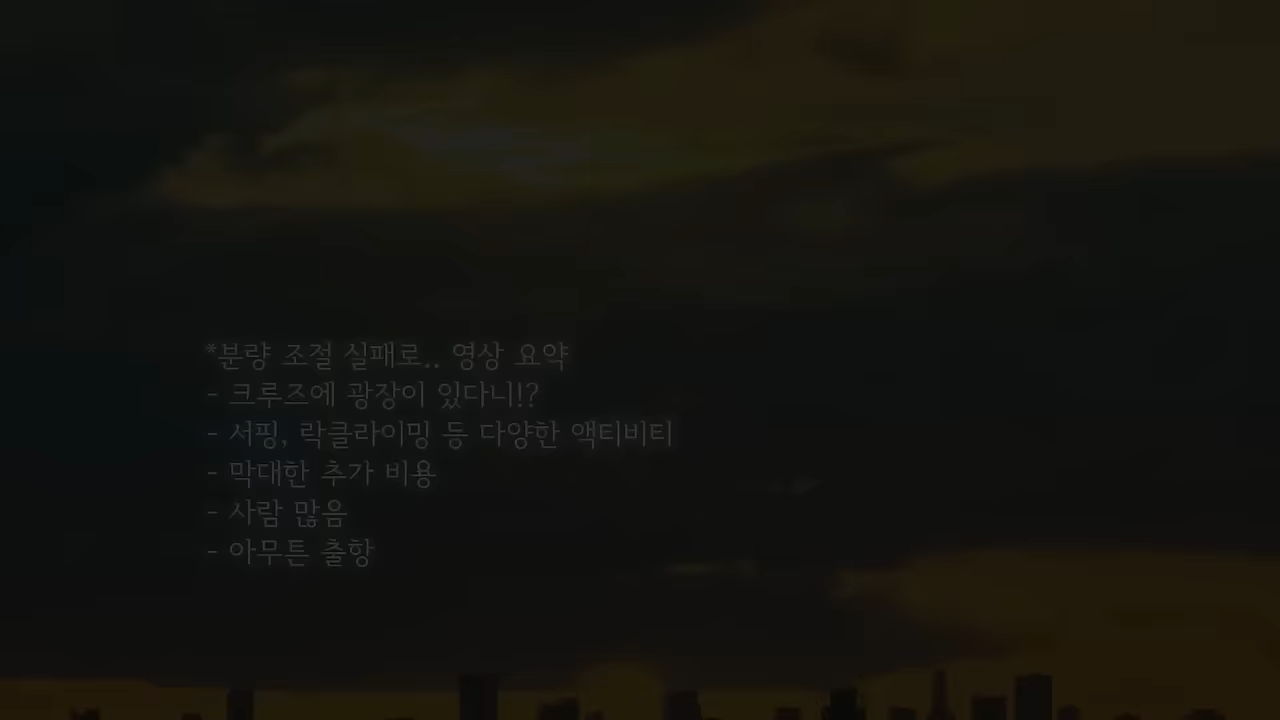 *분량 조절 실패로.. 영상 요약
- 크루즈에 광장이 있다니!?
- 서핑, 락클라이밍 등 다양한 액티비티
- 막대한 추가 비용
- 사람 많음
- 아무튼 출항